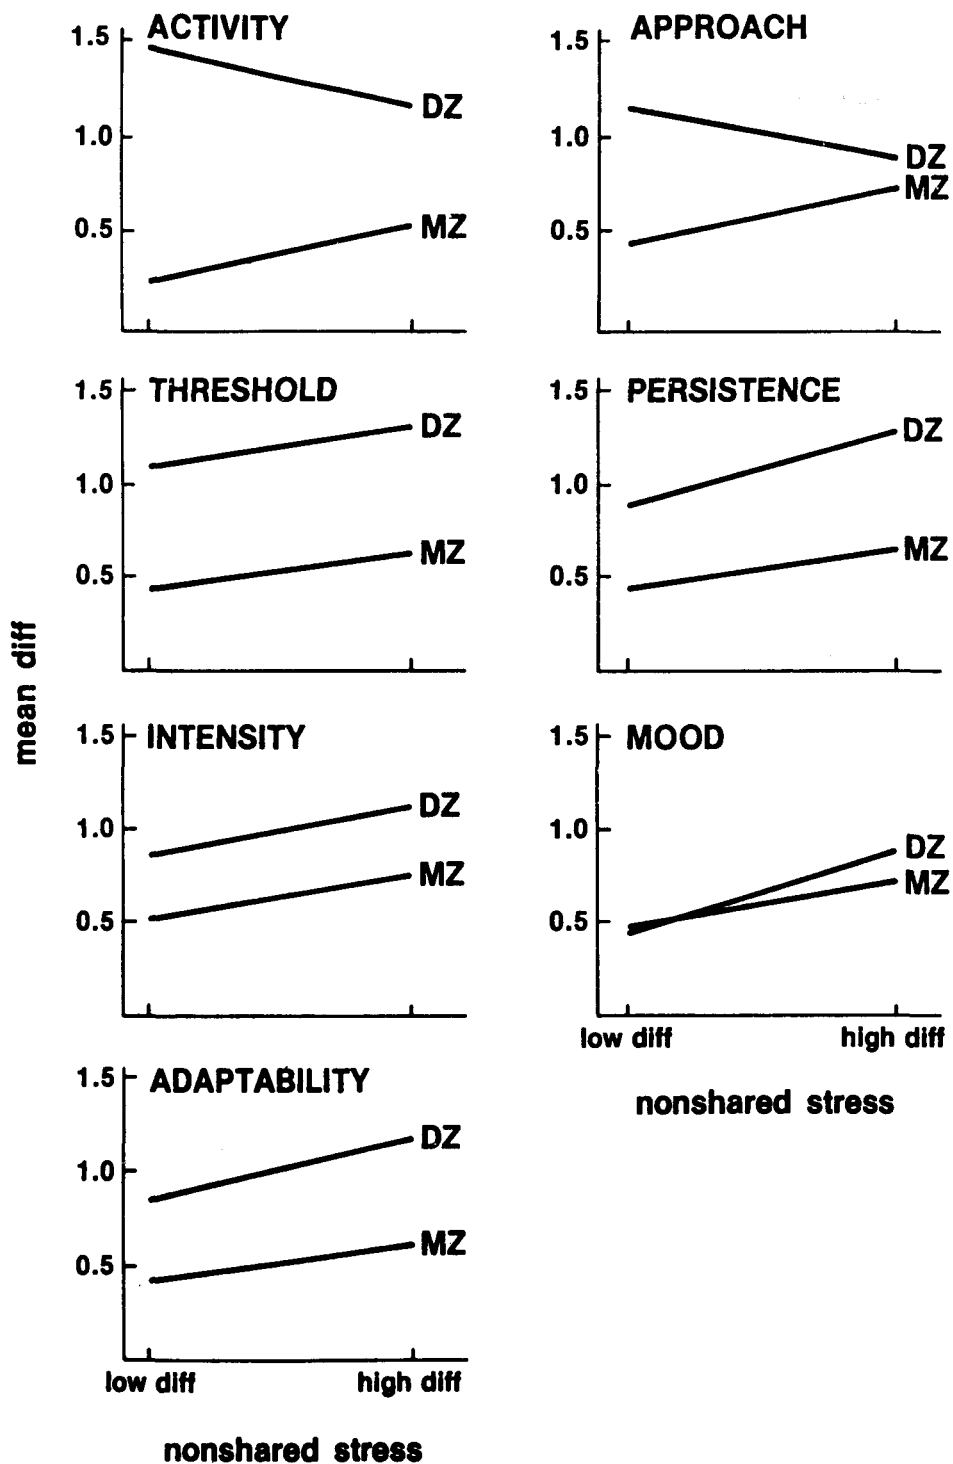 ACTIVITY
1.5
1.0
0.5
DZ
MZ
APPROACH
1.5
1.0
0.5
DZ
MZ
THRESHOLD
1.5
1.0
0.5
DZ
MZ
PERSISTENCE
1.5
1.0
0.5
DZ
MZ
mean diff
INTENSITY
1.5
1.0
0.5
DZ
MZ
MOOD
1.5
1.0
0.5
DZ
MZ
low diff high diff
nonshared stress
ADAPTABILITY
1.5
1.0
0.5
DZ
MZ
low diff high diff
nonshared stress